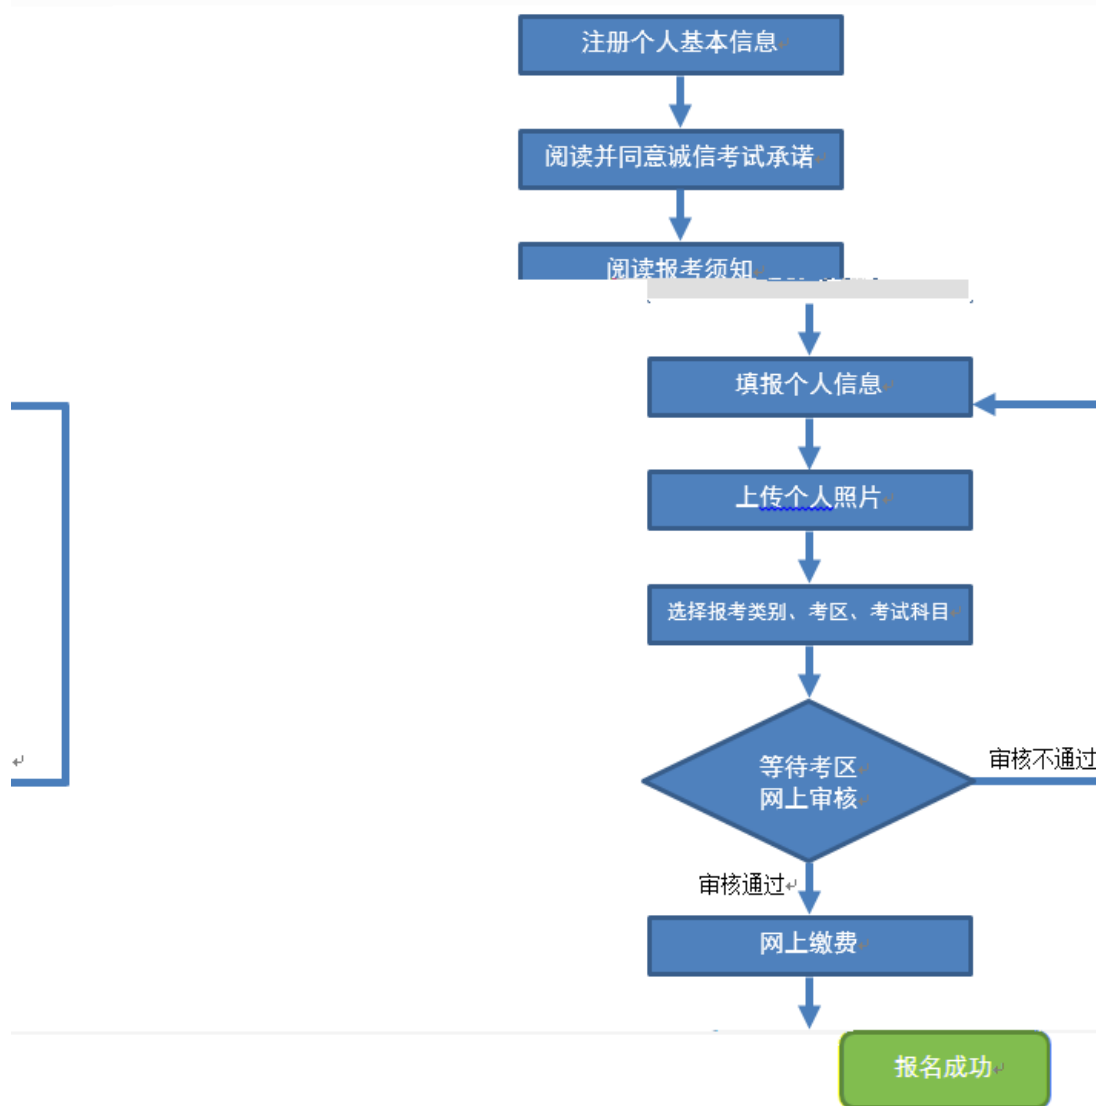 注册个人基本信息
阅读并同意诚信考试承诺
阅读报考须知
填报个人信息
上传个人照片
选择报考类别、考区、考试科目
等待考区
网上审核
审核不通过
审核通过
网上缴费
报名成功